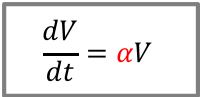 dV/dt = αV